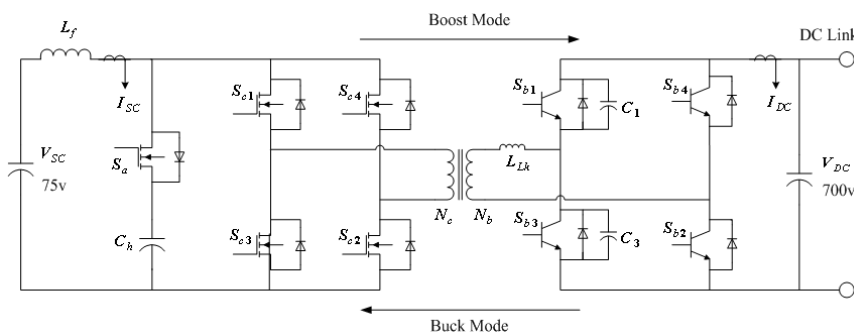 Boost Mode
DC Link
L_f
I_SC
S_c1
S_c4
S_b1
C_1
S_b4
I_DC
V_SC
75v
S_a
L_Lk
V_DC
700v
N_c
N_b
C_h
S_c3
S_c2
S_b3
C_3
S_b2
Buck Mode